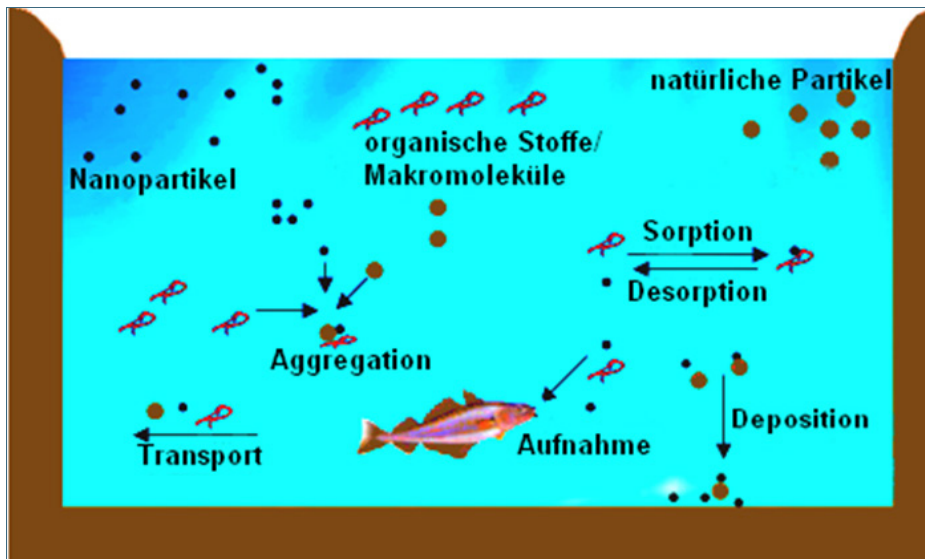 natürliche Partikel
organische Stoffe/
Makromoleküle
Nanopartikel
Sorption
Desorption
Aggregation
Deposition
Aufnahme
Transport